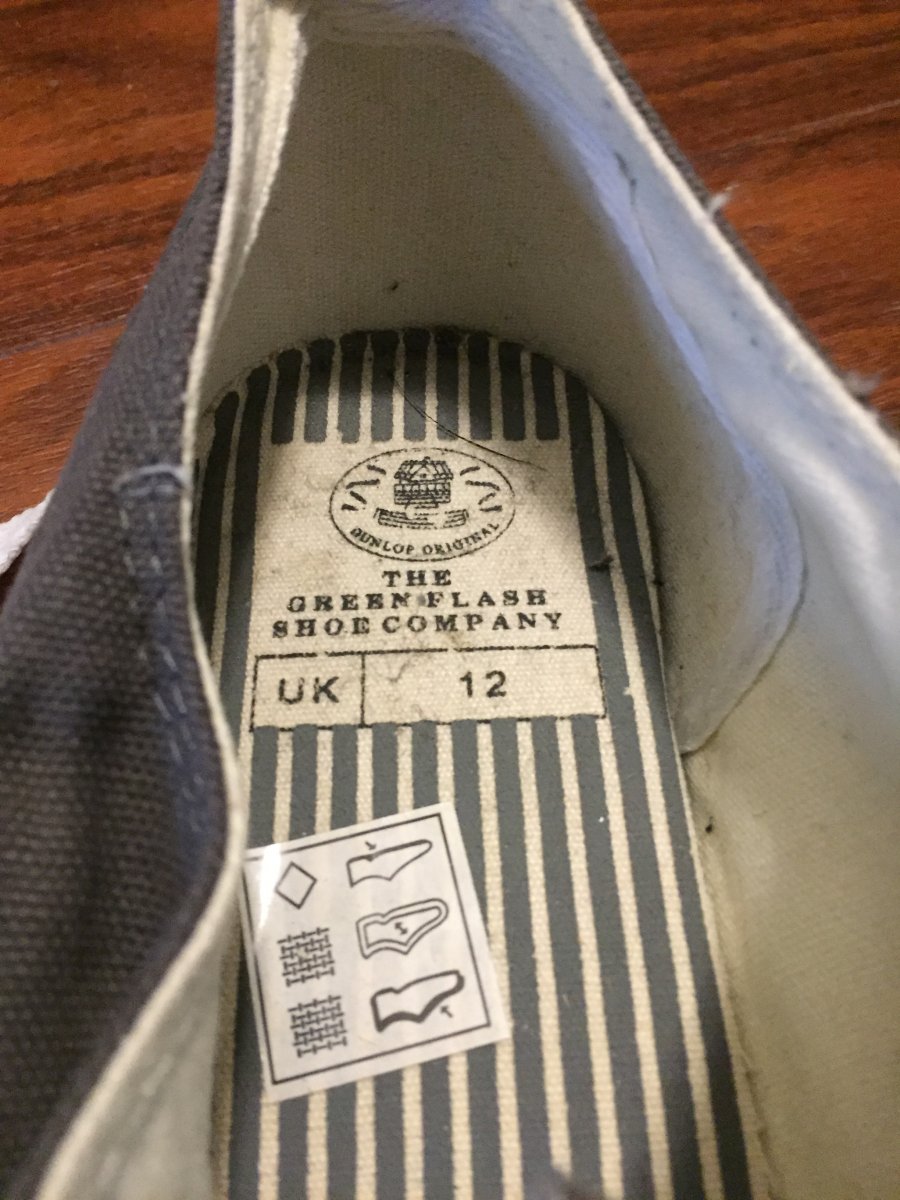 DUNLOP ORIGINAL
THE
GREEN FLASH
SHOE COMPANY
UK 12